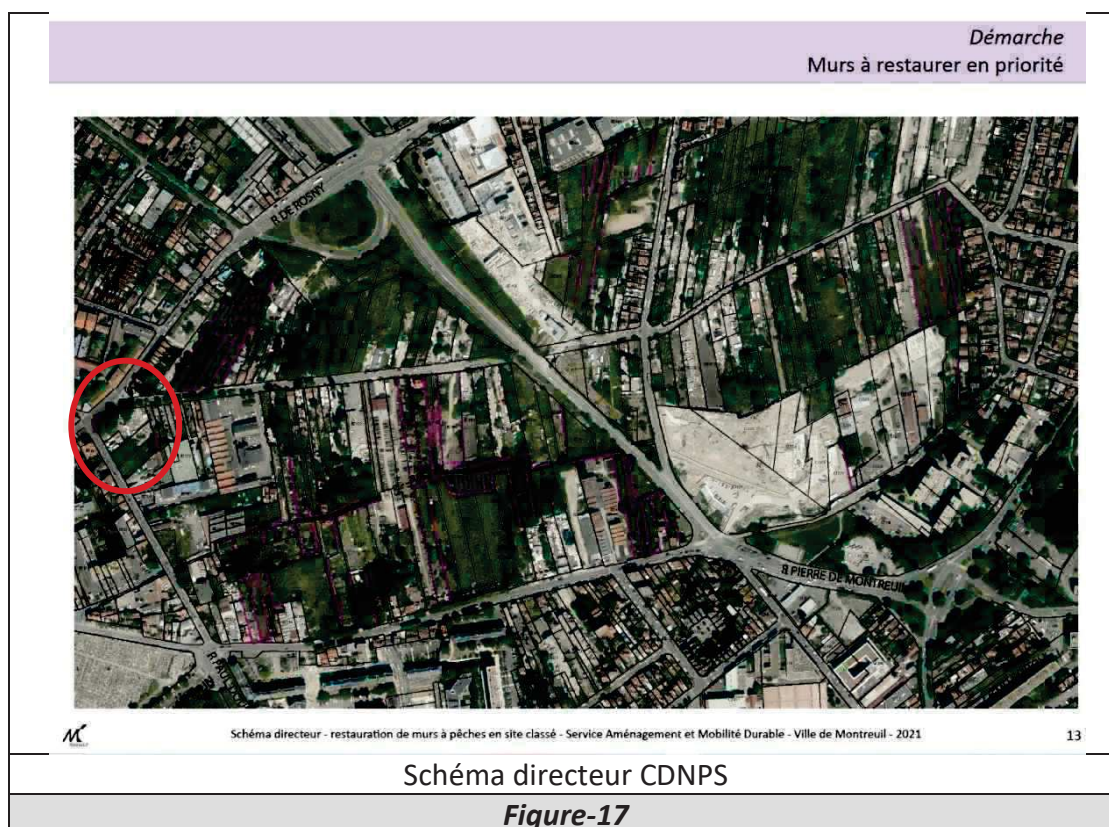 Démarche
Murs à restaurer en priorité
R DE ROSNY
R PIERRE DE MONTREUIL
Schéma directeur - restauration de murs à pêches en site classé - Service Aménagement et Mobilité Durable - Ville de Montreuil - 2021
13
Schéma directeur CDNPS
Figure-17